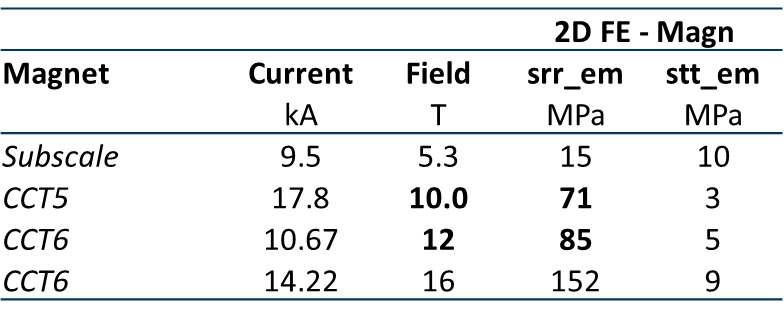 2D FE - Magn
Magnet Current Field srr_em stt_em
kA T MPa MPa
Subscale 9.5 5.3 15 10
CCT5 17.8 10.0 71 3
CCT6 10.67 12 85 5
CCT6 14.22 16 152 9